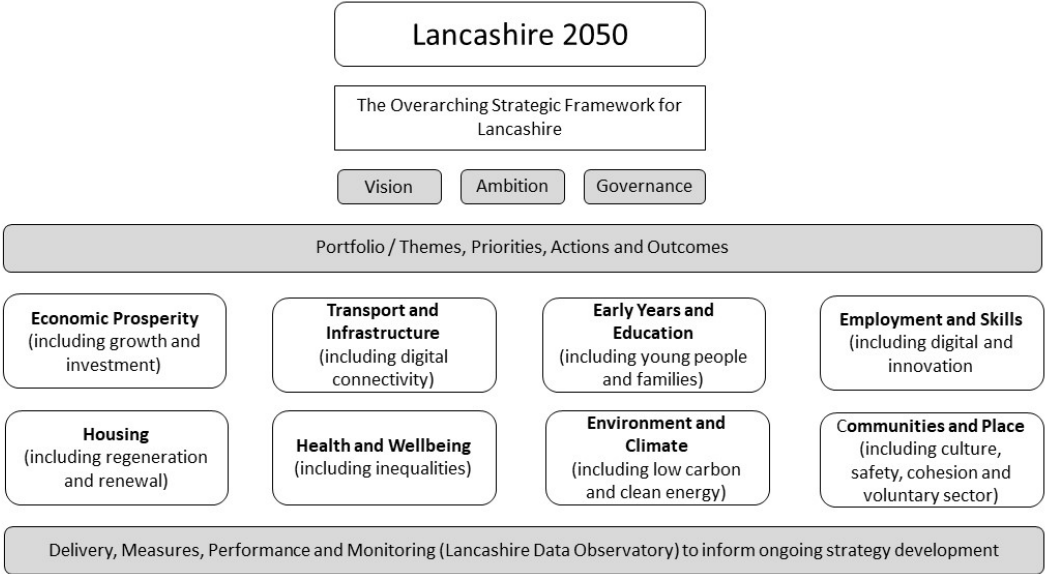 Lancashire 2050
The Overarching Strategic Framework for
Lancashire
Vision
Ambition
Governance
Portfolio / Themes, Priorities, Actions and Outcomes
Economic Prosperity
(including growth and
investment)
Transport and
Infrastructure
(including digital
connectivity)
Early Years and
Education
(including young people
and families)
Employment and Skills
(including digital and
innovation
Housing
(including regeneration
and renewal)
Health and Wellbeing
(including inequalities)
Environment and
Climate
(including low carbon
and clean energy)
Communities and Place
(including culture,
safety, cohesion and
voluntary sector)
Delivery, Measures, Performance and Monitoring (Lancashire Data Observatory) to inform ongoing strategy development